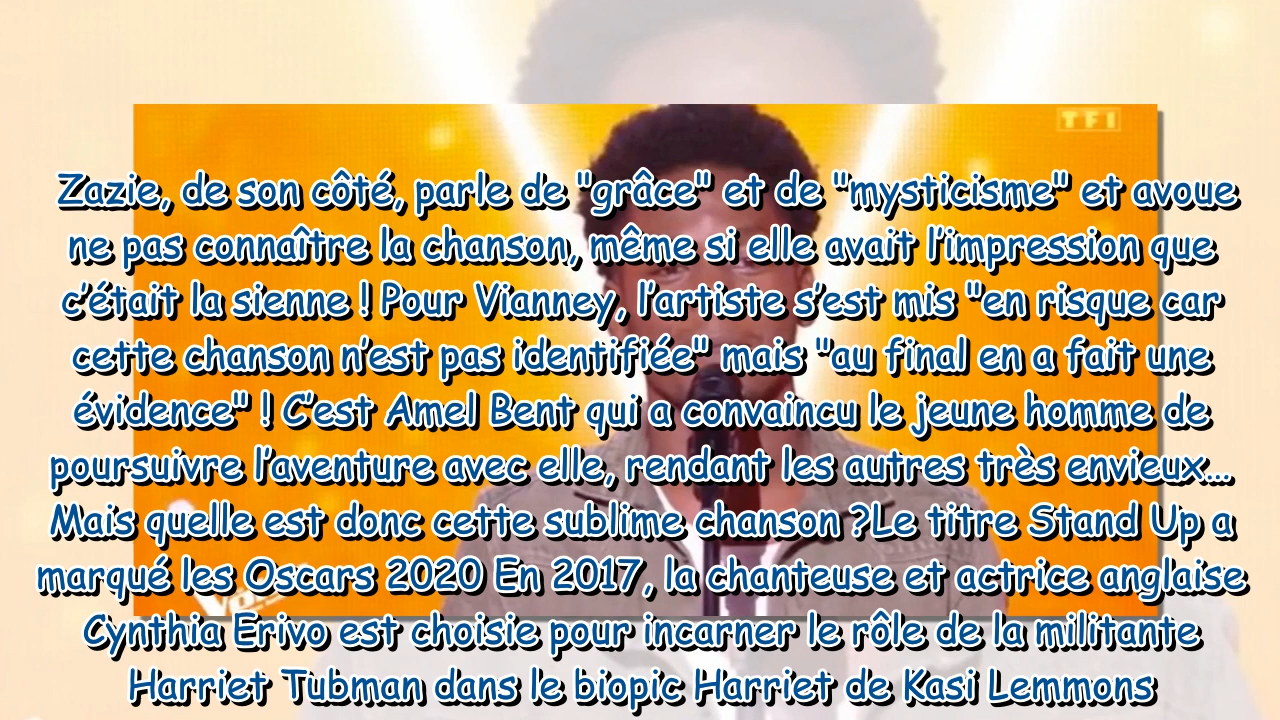 TF1
Zazie, de son côté, parle de "grâce" et de "mysticisme" et avoue
ne pas connaître la chanson, même si elle avait l'impression que
c'était la sienne ! Pour Vianney, l'artiste s'est mis "en risque car
cette chanson n'est pas identifiée" mais "au final en a fait une
évidence" ! C'est Amel Bent qui a convaincu le jeune homme de
poursuivre l'aventure avec elle, rendant les autres très envieux...
Mais quelle est donc cette sublime chanson ?Le titre Stand Up a
marqué les Oscars 2020 En 2017, la chanteuse et actrice anglaise
Cynthia Erivo est choisie pour incarner le rôle de la militante
Harriet Tubman dans le biopic Harriet de Kasi Lemmons